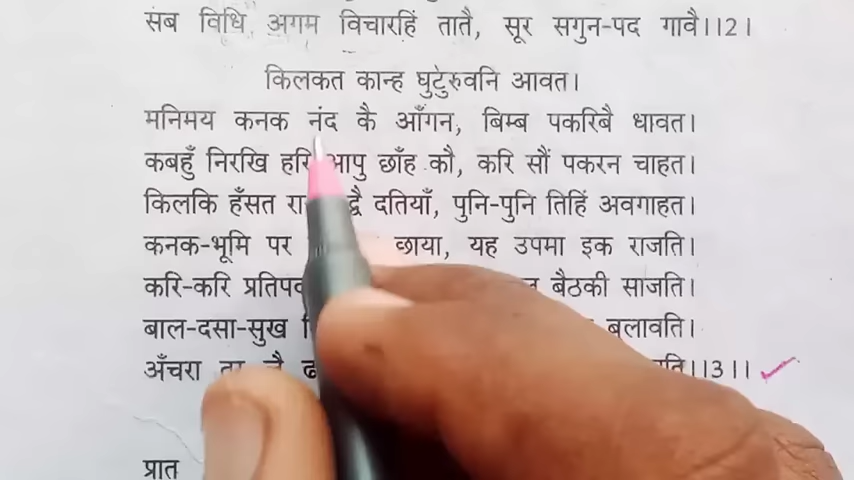 सब विधि अगम विचारहिं तातै, सूर सगुन-पद गावै।।2।
किलकत कान्ह घुटुरुवनि आवत।
मनिमय कनक नंद कै आँगन, बिम्ब पकरिबै धावत।
कबहुँ निरखि हरि आपु छाँह कौ, करि सौं पकरन चाहत।
किलकि हँसत दतियाँ, पुनि-पुनि तिहिं अवगाहत।
कनक-भूमि पर छाया, यह उपमा इक राजति।
करि-करि बैठकी साजति।
बाल-दसा-सुख बुलावति।
अँचरा ।।3।।
प्रात